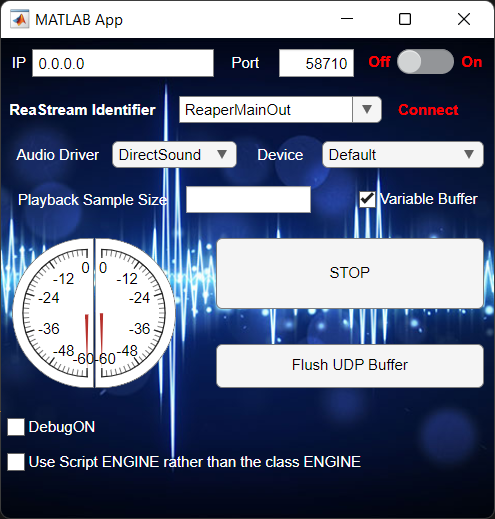 MATLAB App
IP 0.0.0.0 Port 58710 Off On
ReaStream Identifier ReaperMainOut Connect
Audio Driver DirectSound Device Default
Playback Sample Size Variable Buffer
0 0
-12 -12
-24 -24
-36 -36
-48 -48
-60 -60
STOP
Flush UDP Buffer
DebugON
Use Script ENGINE rather than the class ENGINE